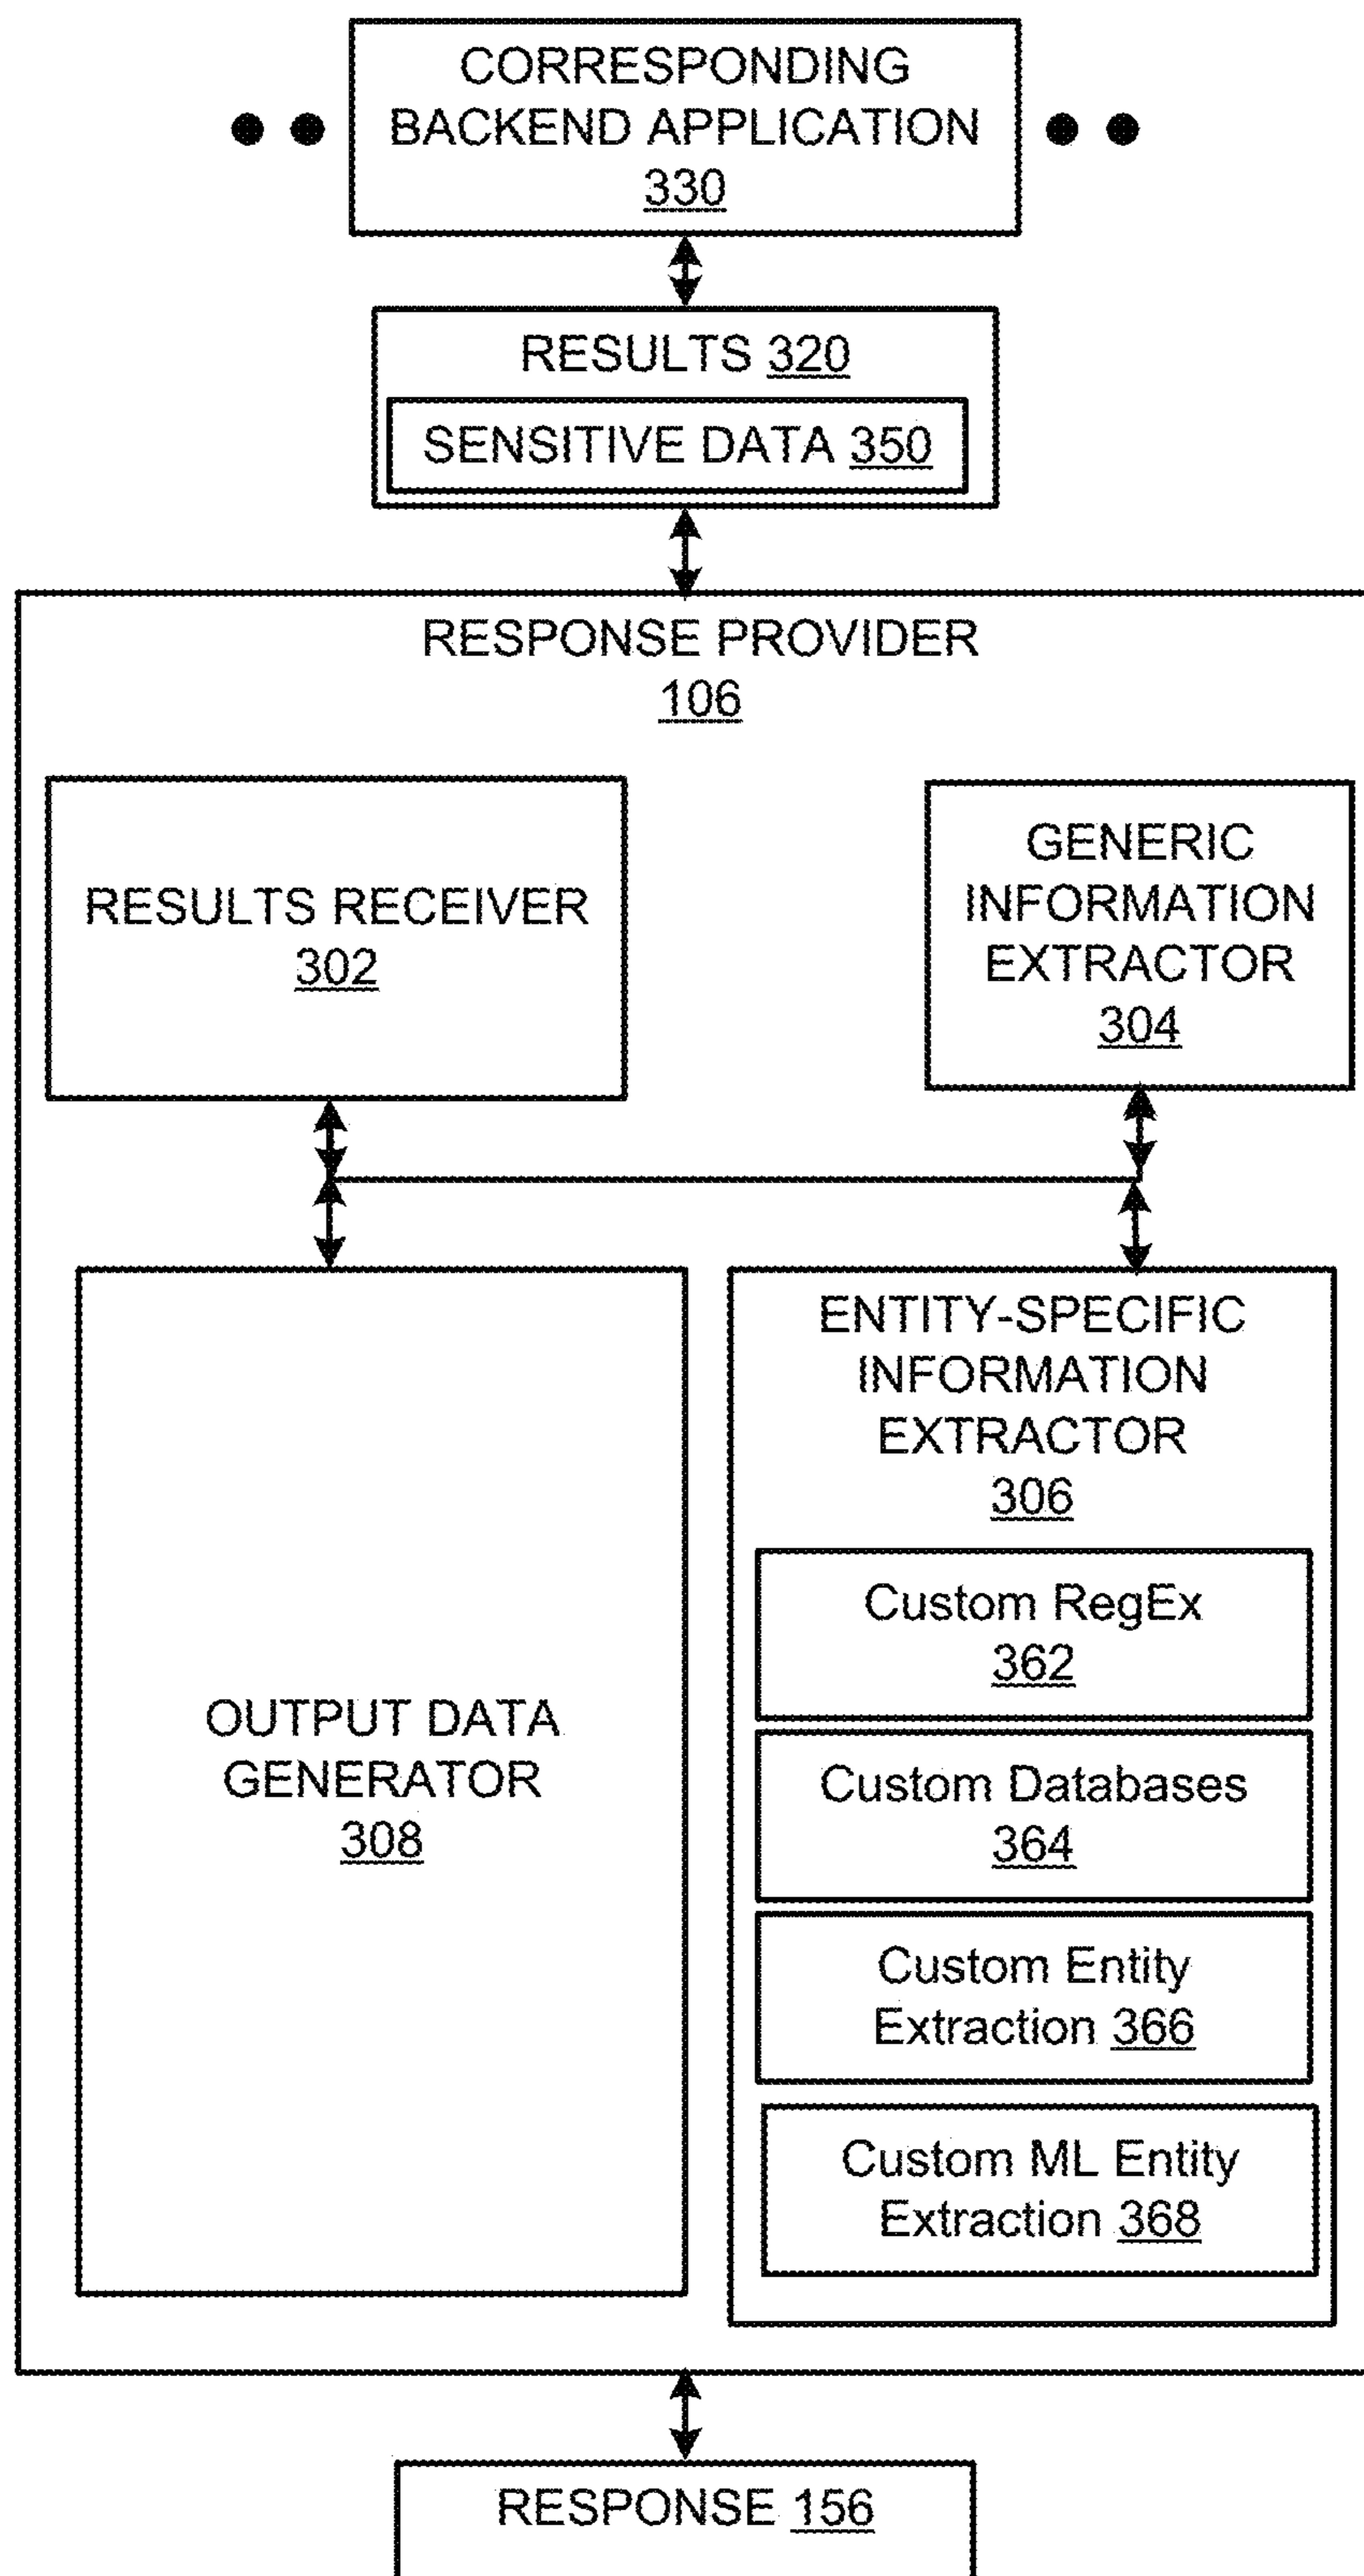 CORRESPONDING
BACKEND APPLICATION
330
RESULTS 320
SENSITIVE DATA 350
RESPONSE PROVIDER
106
RESULTS RECEIVER
302
GENERIC
INFORMATION
EXTRACTOR
304
OUTPUT DATA
GENERATOR
308
ENTITY-SPECIFIC
INFORMATION
EXTRACTOR
306
Custom RegEx
362
Custom Databases
364
Custom Entity
Extraction 366
Custom ML Entity
Extraction 368
RESPONSE 156